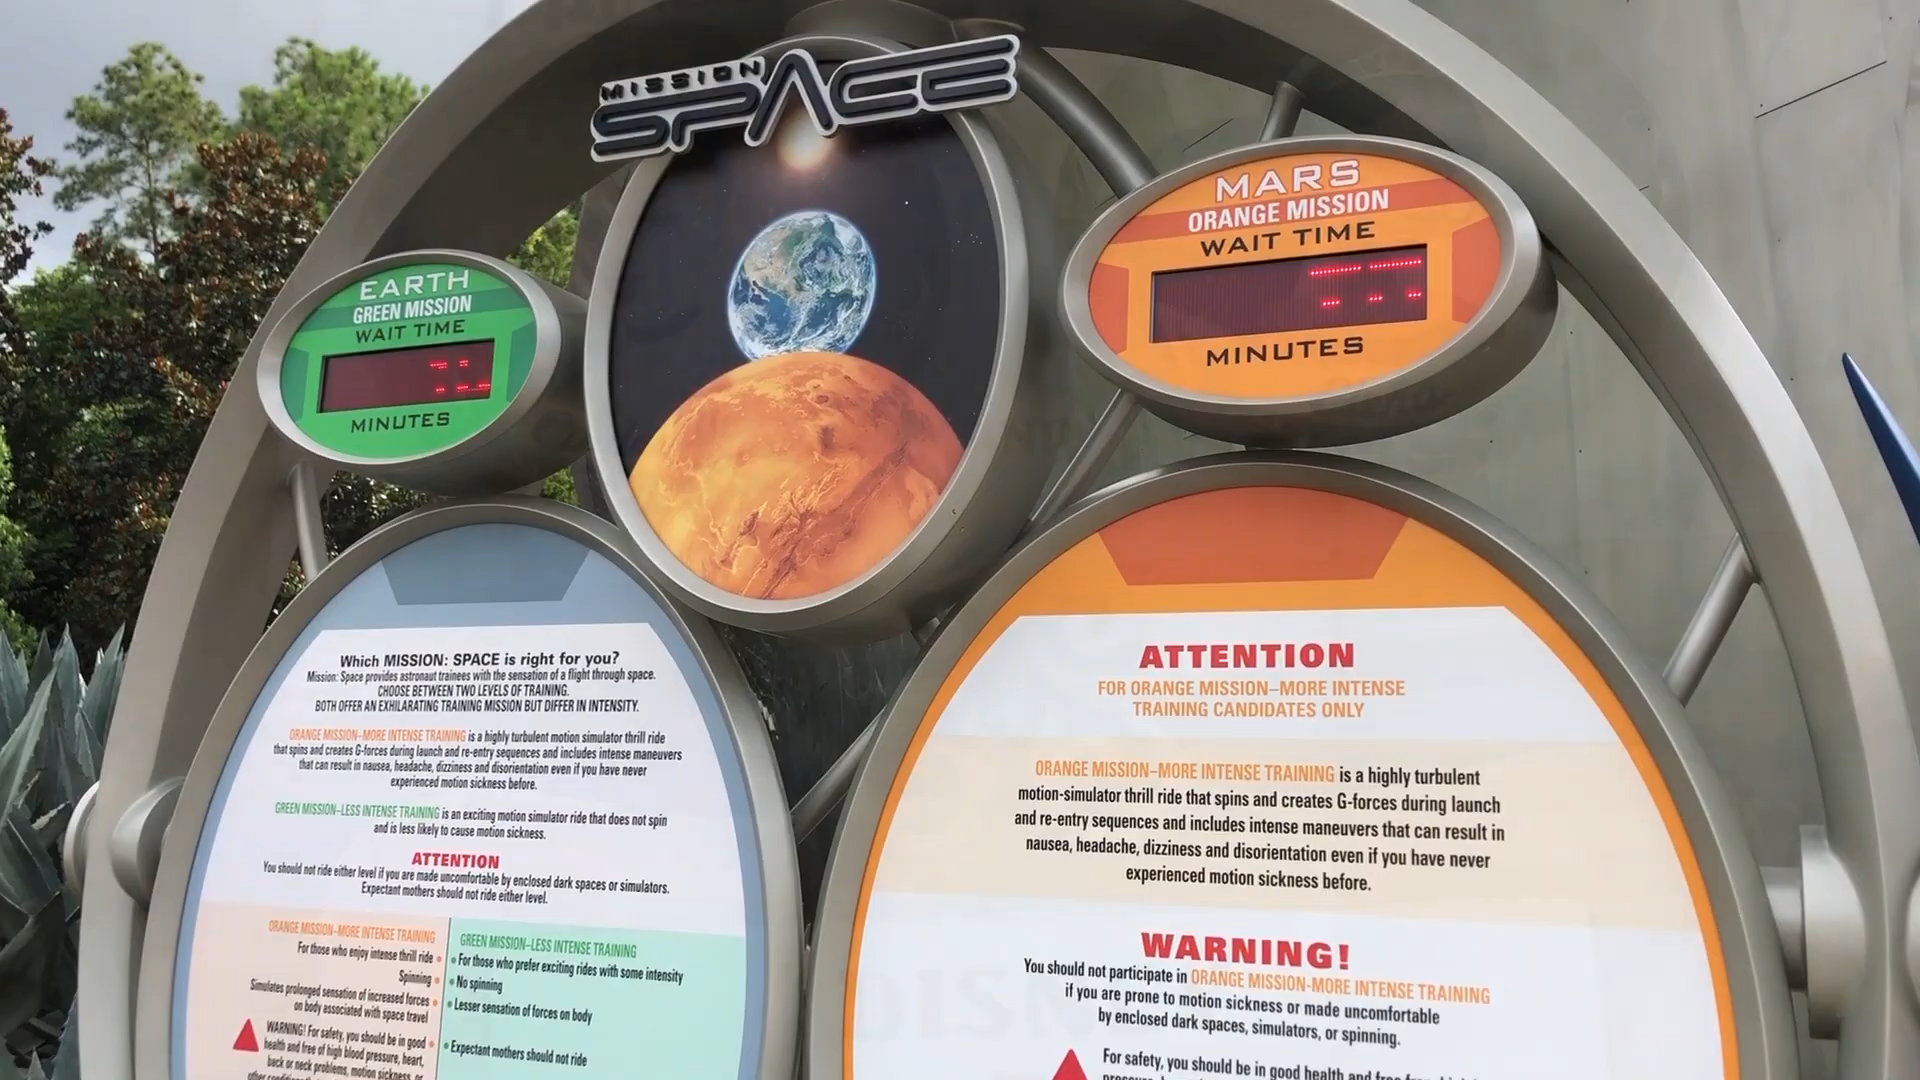 MISSION
SPACE
EARTH
GREEN MISSION
WAIT TIME
MINUTES
MARS
ORANGE MISSION
WAIT TIME
MINUTES
Which MISSION: SPACE is right for you?
Mission: Space provides astronaut trainees with the sensation of a flight through space.
CHOOSE BETWEEN TWO LEVELS OF TRAINING.
BOTH OFFER AN EXHILARATING TRAINING MISSION BUT DIFFER IN INTENSITY.
ORANGE MISSION–MORE INTENSE TRAINING is a highly turbulent motion simulator thrill ride
that spins and creates G-forces during launch and re-entry sequences and includes intense maneuvers
that can result in nausea, headache, dizziness and disorientation even if you have never
experienced motion sickness before.
GREEN MISSION–LESS INTENSE TRAINING is an exciting motion simulator ride that does not spin
and is less likely to cause motion sickness.
ATTENTION
You should not ride either level if you are made uncomfortable by enclosed dark spaces or simulators.
Expectant mothers should not ride either level.
ORANGE MISSION–MORE INTENSE TRAINING
For those who enjoy intense thrill ride •
Spinning •
Simulates prolonged sensation of increased forces •
on body associated with space travel
WARNING! For safety, you should be in good •
health and free of high blood pressure, heart,
back or neck problems, motion sickness, or
GREEN MISSION–LESS INTENSE TRAINING
• For those who prefer exciting rides with some intensity
• No spinning
• Lesser sensation of forces on body
• Expectant mothers should not ride
ATTENTION
FOR ORANGE MISSION–MORE INTENSE
TRAINING CANDIDATES ONLY
ORANGE MISSION–MORE INTENSE TRAINING is a highly turbulent
motion-simulator thrill ride that spins and creates G-forces during launch
and re-entry sequences and includes intense maneuvers that can result in
nausea, headache, dizziness and disorientation even if you have never
experienced motion sickness before.
WARNING!
You should not participate in ORANGE MISSION-MORE INTENSE TRAINING
if you are prone to motion sickness or made uncomfortable
by enclosed dark spaces, simulators, or spinning.
For safety, you should be in good health and free